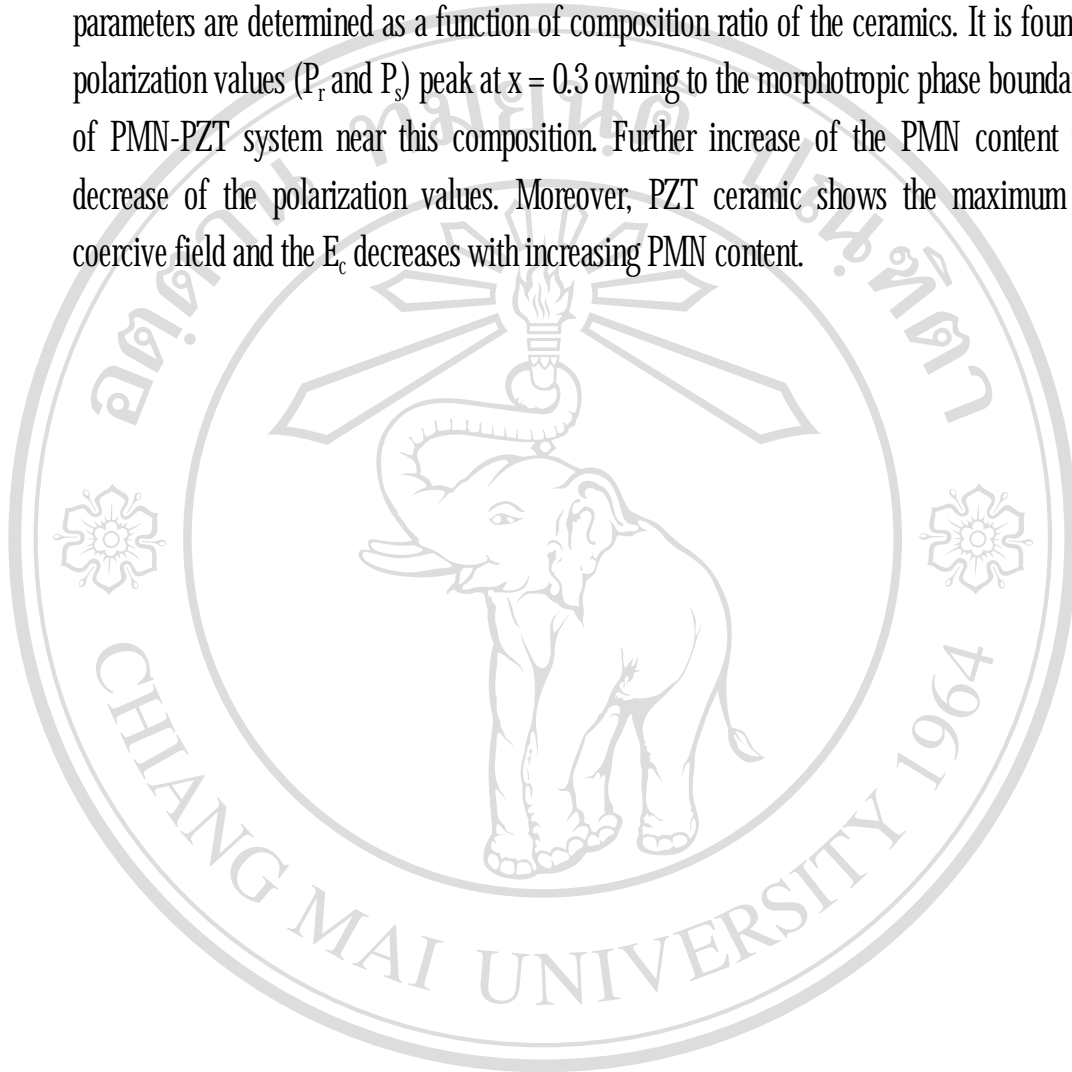 parameters are determined as a function of composition ratio of the ceramics. It is foun
polarization values (Pr and Ps) peak at x = 0.3 owning to the morphotropic phase bounda
of PMN-PZT system near this composition. Further increase of the PMN content
decrease of the polarization values. Moreover, PZT ceramic shows the maximum
coercive field and the Ec decreases with increasing PMN content.
CHIANG MAI UNIVERSITY 1964